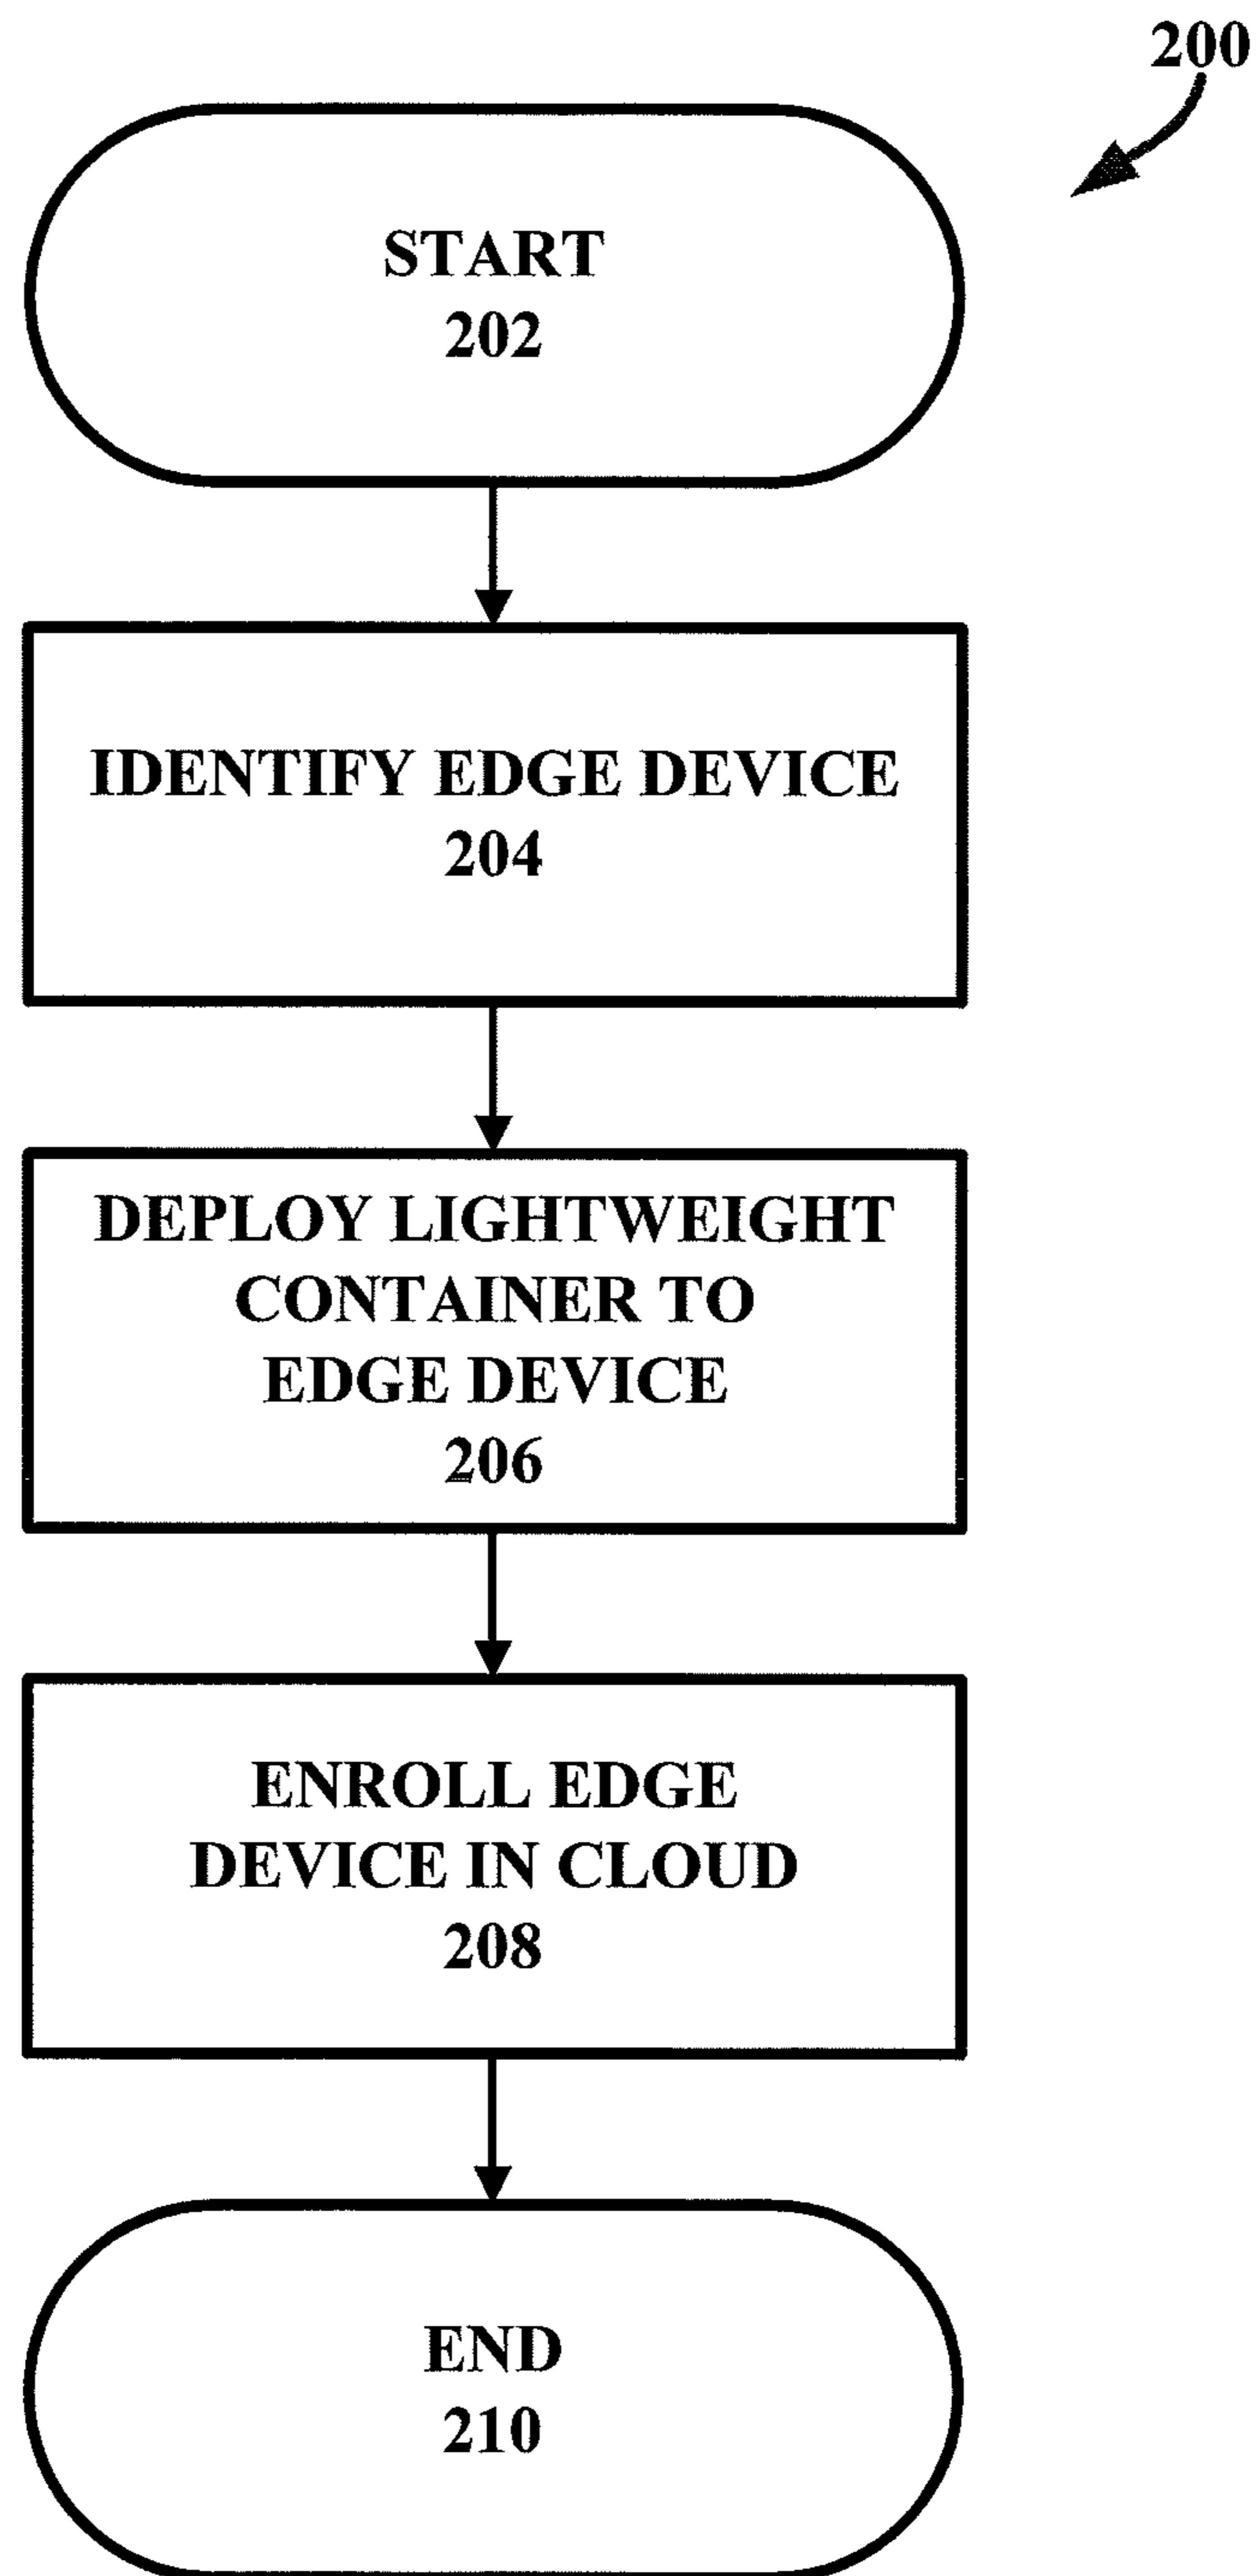 200
START
202
IDENTIFY EDGE DEVICE
204
DEPLOY LIGHTWEIGHT
CONTAINER TO
EDGE DEVICE
206
ENROLL EDGE
DEVICE IN CLOUD
208
END
210